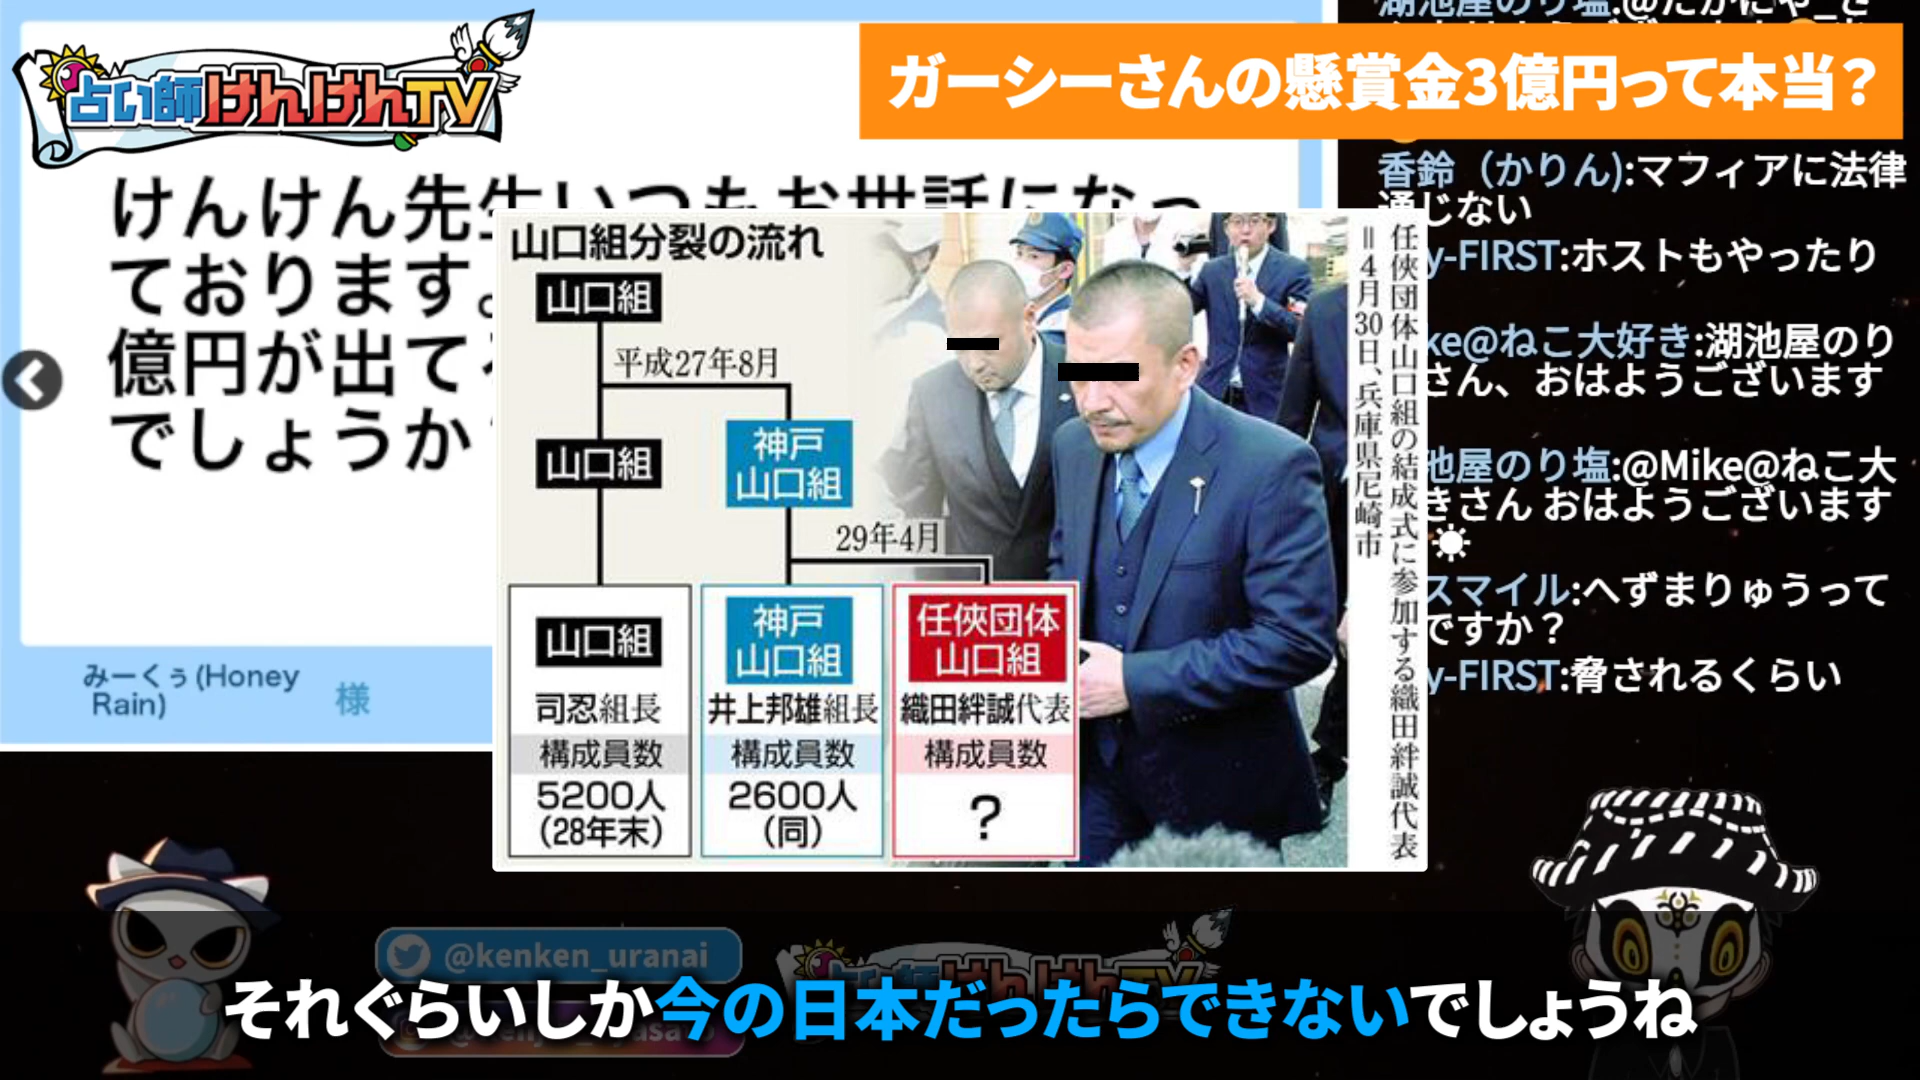 占い師けんけんTV
ガーシーさんの懸賞金3億円って本当？
けんけん先生いつもお世話になっ
ております。
億円が出て
でしょうか
みーくぅ(Honey
Rain)
様
山口組分裂の流れ
山口組
平成27年8月
山口組
神戸
山口組
29年4月
山口組
司忍組長
構成員数
5200人
(28年末)
神戸
山口組
井上邦雄組長
構成員数
2600人
(同)
任侠団体
山口組
織田絆誠代表
構成員数
?
任侠団体山口組の結成式に参加する織田絆誠代表
＝4月30日、兵庫県尼崎市
香鈴（かりん):マフィアに法律
通じない
y-FIRST:ホストもやったり
ke@ねこ大好き:湖池屋のり
さん、おはようございます
池屋のり塩:@Mike@ねこ大
きさん おはようございます
スマイル:へずまりゅうって
ですか？
y-FIRST:脅されるくらい
@kenken_uranai
それぐらいしか今の日本だったらできないでしょうね